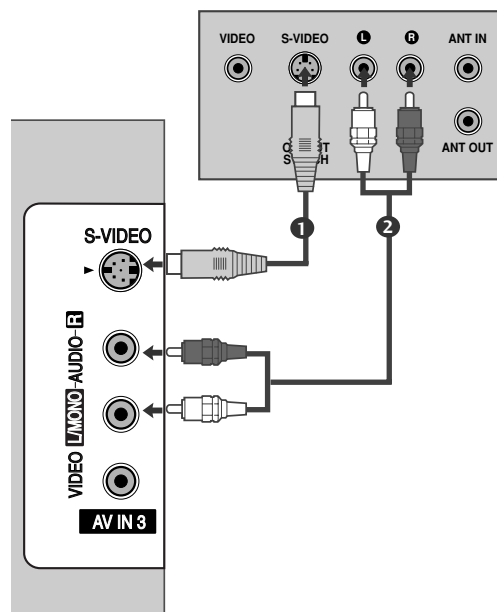 VIDEO S-VIDEO L R ANT IN
ANT OUT
1
2
S-VIDEO
VIDEO L/MONO-AUDIO-R
AV IN 3